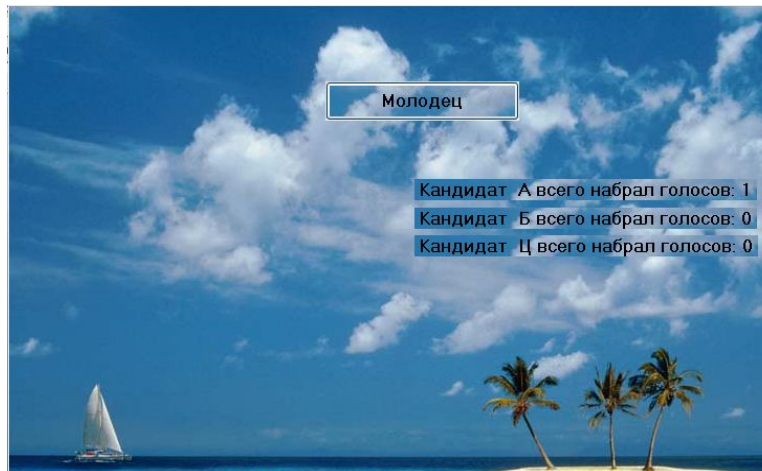 Молодец
Кандидат А всего набрал голосов: 1
Кандидат Б всего набрал голосов: 0
Кандидат Ц всего набрал голосов: 0